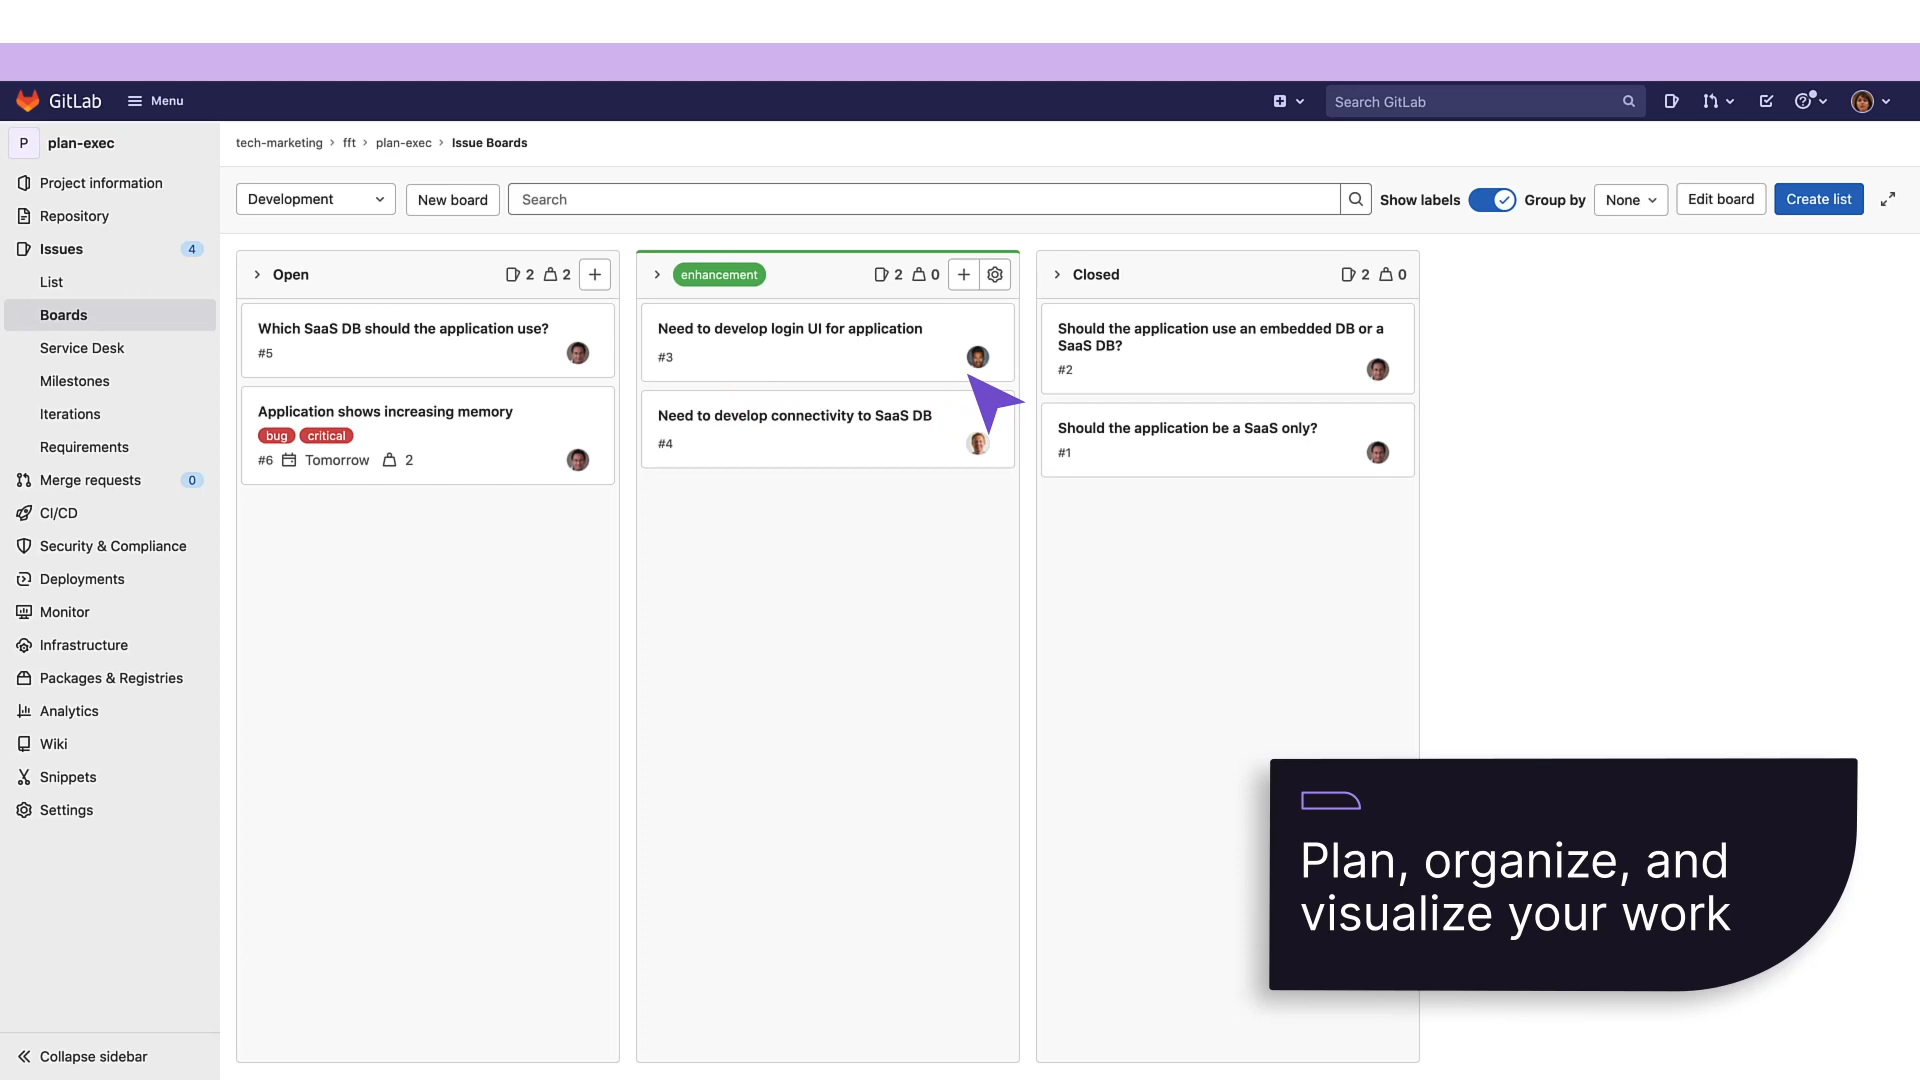 GitLab
Menu
Search GitLab
P
plan-exec
tech-marketing › fft › plan-exec › Issue Boards
Project information
Repository
Issues 4
List
Boards
Service Desk
Milestones
Iterations
Requirements
Merge requests 0
CI/CD
Security & Compliance
Deployments
Monitor
Infrastructure
Packages & Registries
Analytics
Wiki
Snippets
Settings
Collapse sidebar
Development
New board
Search
Show labels
Group by
None
Edit board
Create list
Open 2 2
Which SaaS DB should the application use?
#5
Application shows increasing memory
bug critical
#6 Tomorrow 2
enhancement 2 0
Need to develop login UI for application
#3
Need to develop connectivity to SaaS DB
#4
Closed 2 0
Should the application use an embedded DB or a
SaaS DB?
#2
Should the application be a SaaS only?
#1
Plan, organize, and
visualize your work